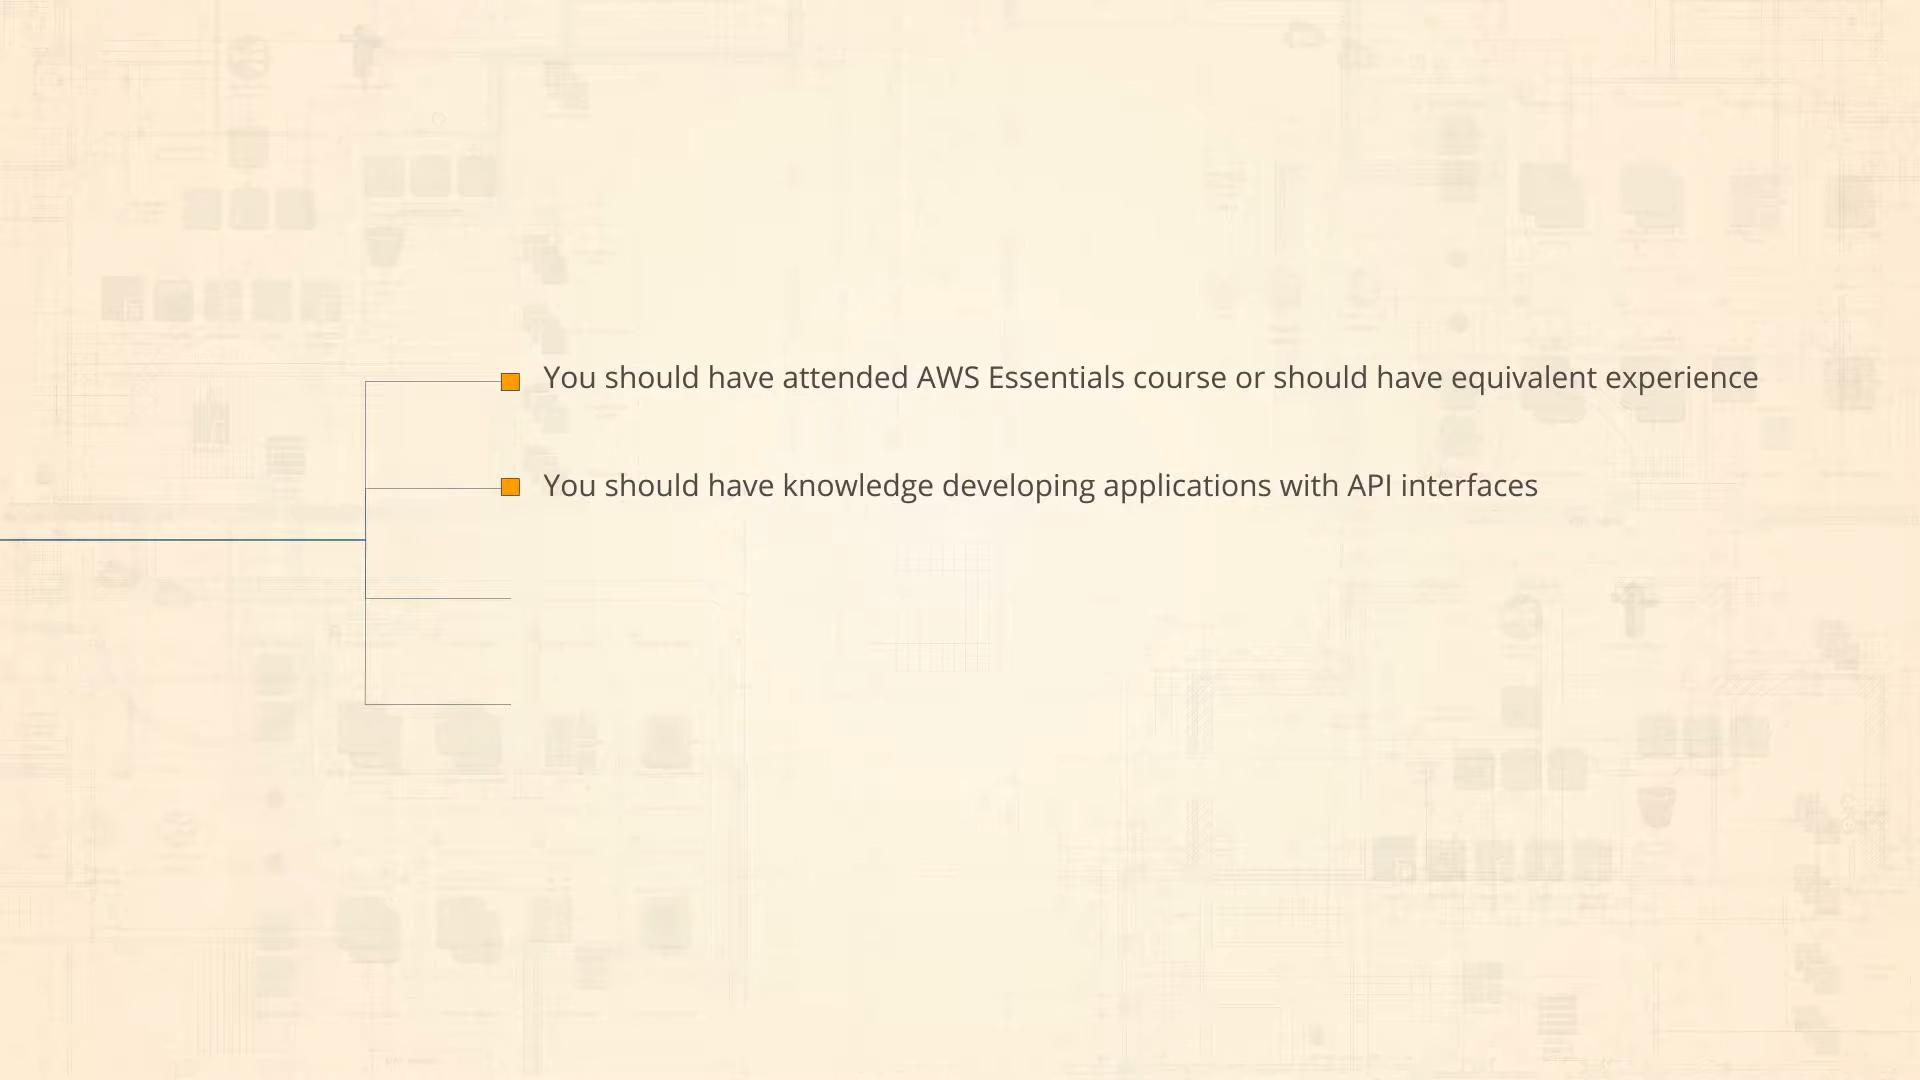 You should have attended AWS Essentials course or should have equivalent experience
You should have knowledge developing applications with API interfaces